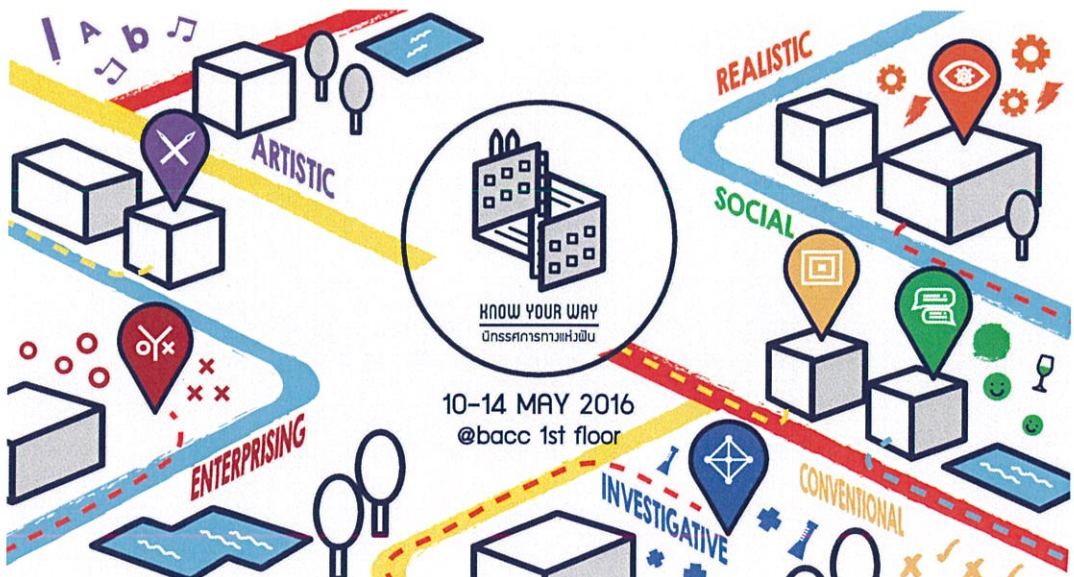 A b
ARTISTIC
REALISTIC
SOCIAL
KNOW YOUR WAY
นิทรรศการทางแห่งฝัน
10-14 MAY 2016
@bacc 1st floor
ENTERPRISING
INVESTIGATIVE
CONVENTIONAL